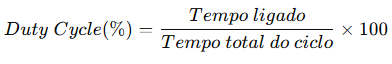 Duty Cycle(%) = Tempo ligado / Tempo total do ciclo × 100